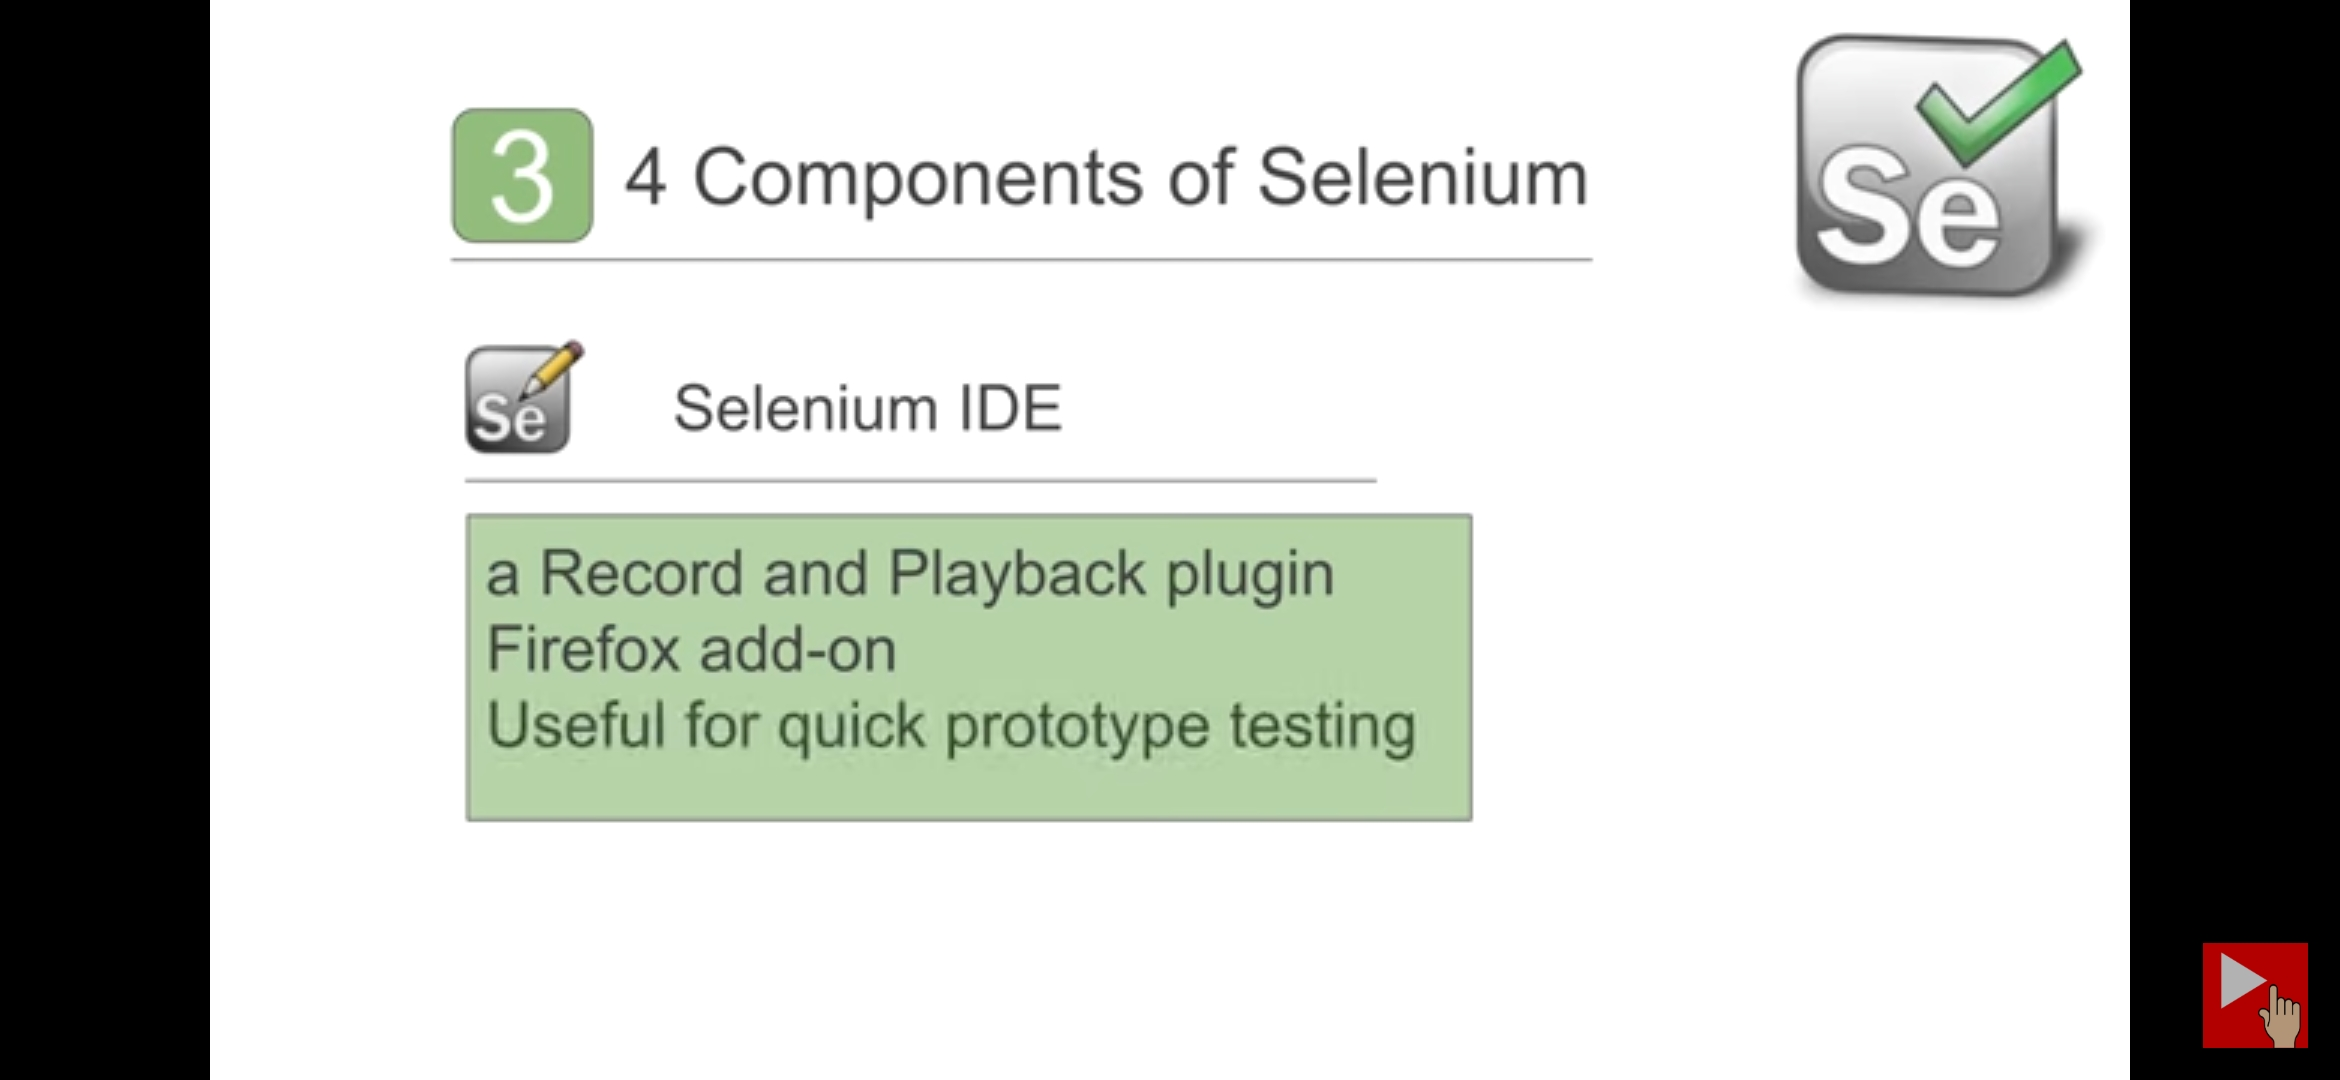 3 4 Components of Selenium
Se
Se
Selenium IDE
a Record and Playback plugin
Firefox add-on
Useful for quick prototype testing